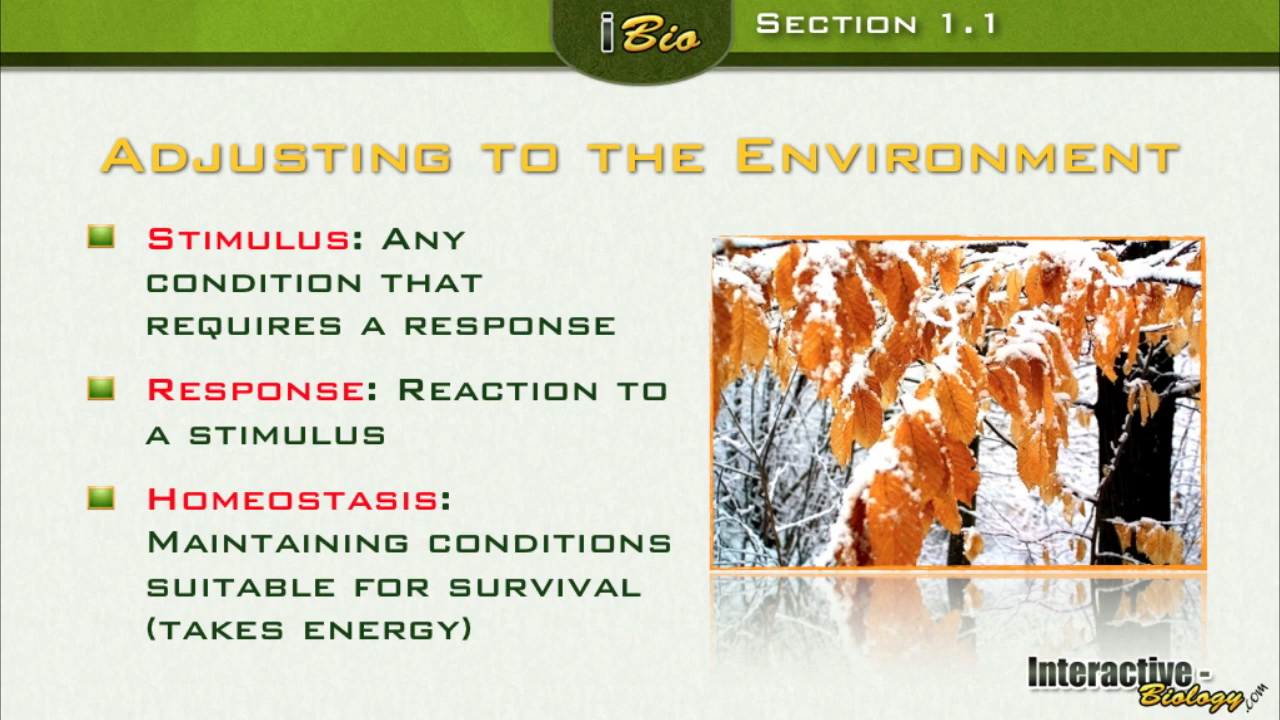 iBio
Section 1.1
Adjusting to the Environment
Stimulus: Any
condition that
requires a response
Response: Reaction to
a stimulus
Homeostasis:
Maintaining conditions
suitable for survival
(takes energy)
Interactive-
Biology.com